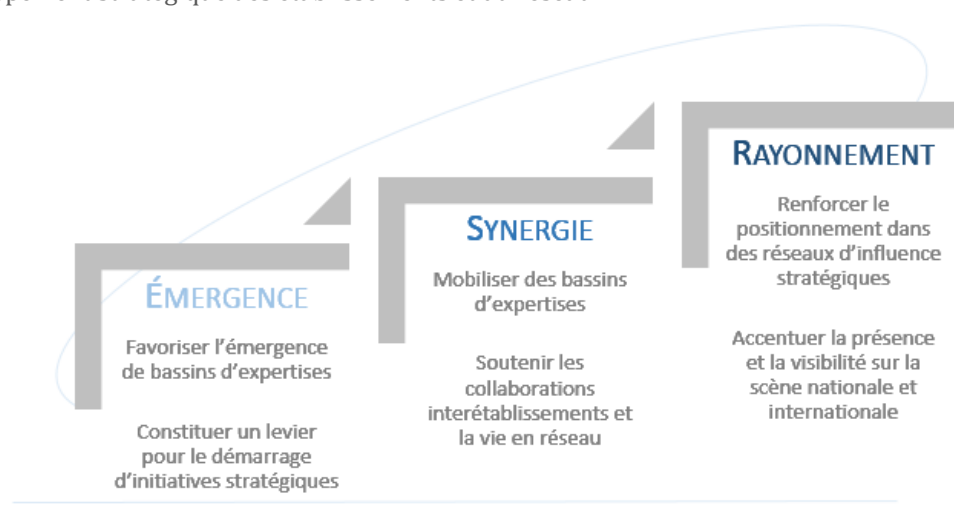 ÉMERGENCE
Favoriser l'émergence
de bassins d'expertises
Constituer un levier
pour le démarrage
d'initiatives stratégiques
SYNERGIE
Mobiliser des bassins
d'expertises
Soutenir les
collaborations
interétablissements et
la vie en réseau
RAYONNEMENT
Renforcer le
positionnement dans
des réseaux d'influence
stratégiques
Accentuer la présence
et la visibilité sur la
scène nationale et
internationale